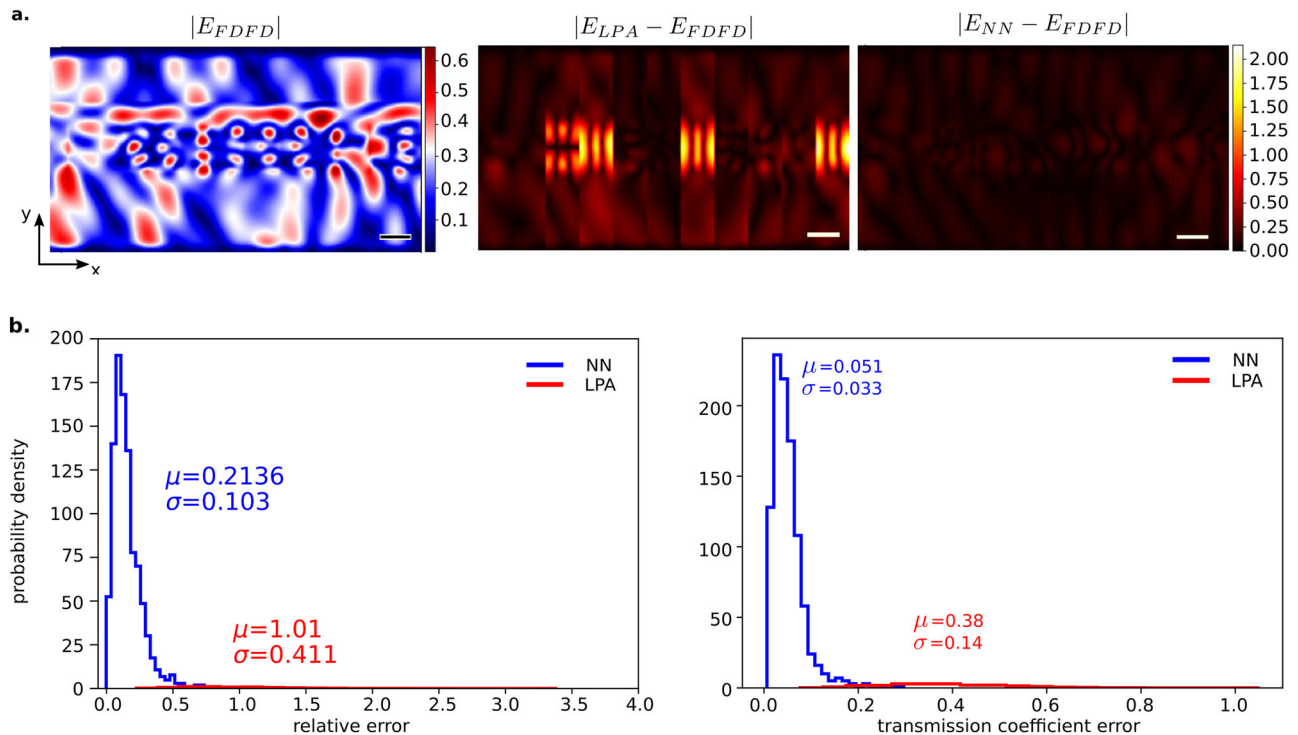 a.
|E_{FDFD}|
|E_{LPA} − E_{FDFD}|
|E_{NN} − E_{FDFD}|
0.6
0.5
0.4
0.3
0.2
0.1
2.00
1.75
1.50
1.25
1.00
0.75
0.50
0.25
0.00
y
x
b.
probability density
200
175
150
125
100
75
50
25
0
NN
LPA
μ=0.2136
σ=0.103
μ=1.01
σ=0.411
0.0 0.5 1.0 1.5 2.0 2.5 3.0 3.5 4.0
relative error
200
150
100
50
0
μ=0.051
σ=0.033
NN
LPA
μ=0.38
σ=0.14
0.0 0.2 0.4 0.6 0.8 1.0
transmission coefficient error